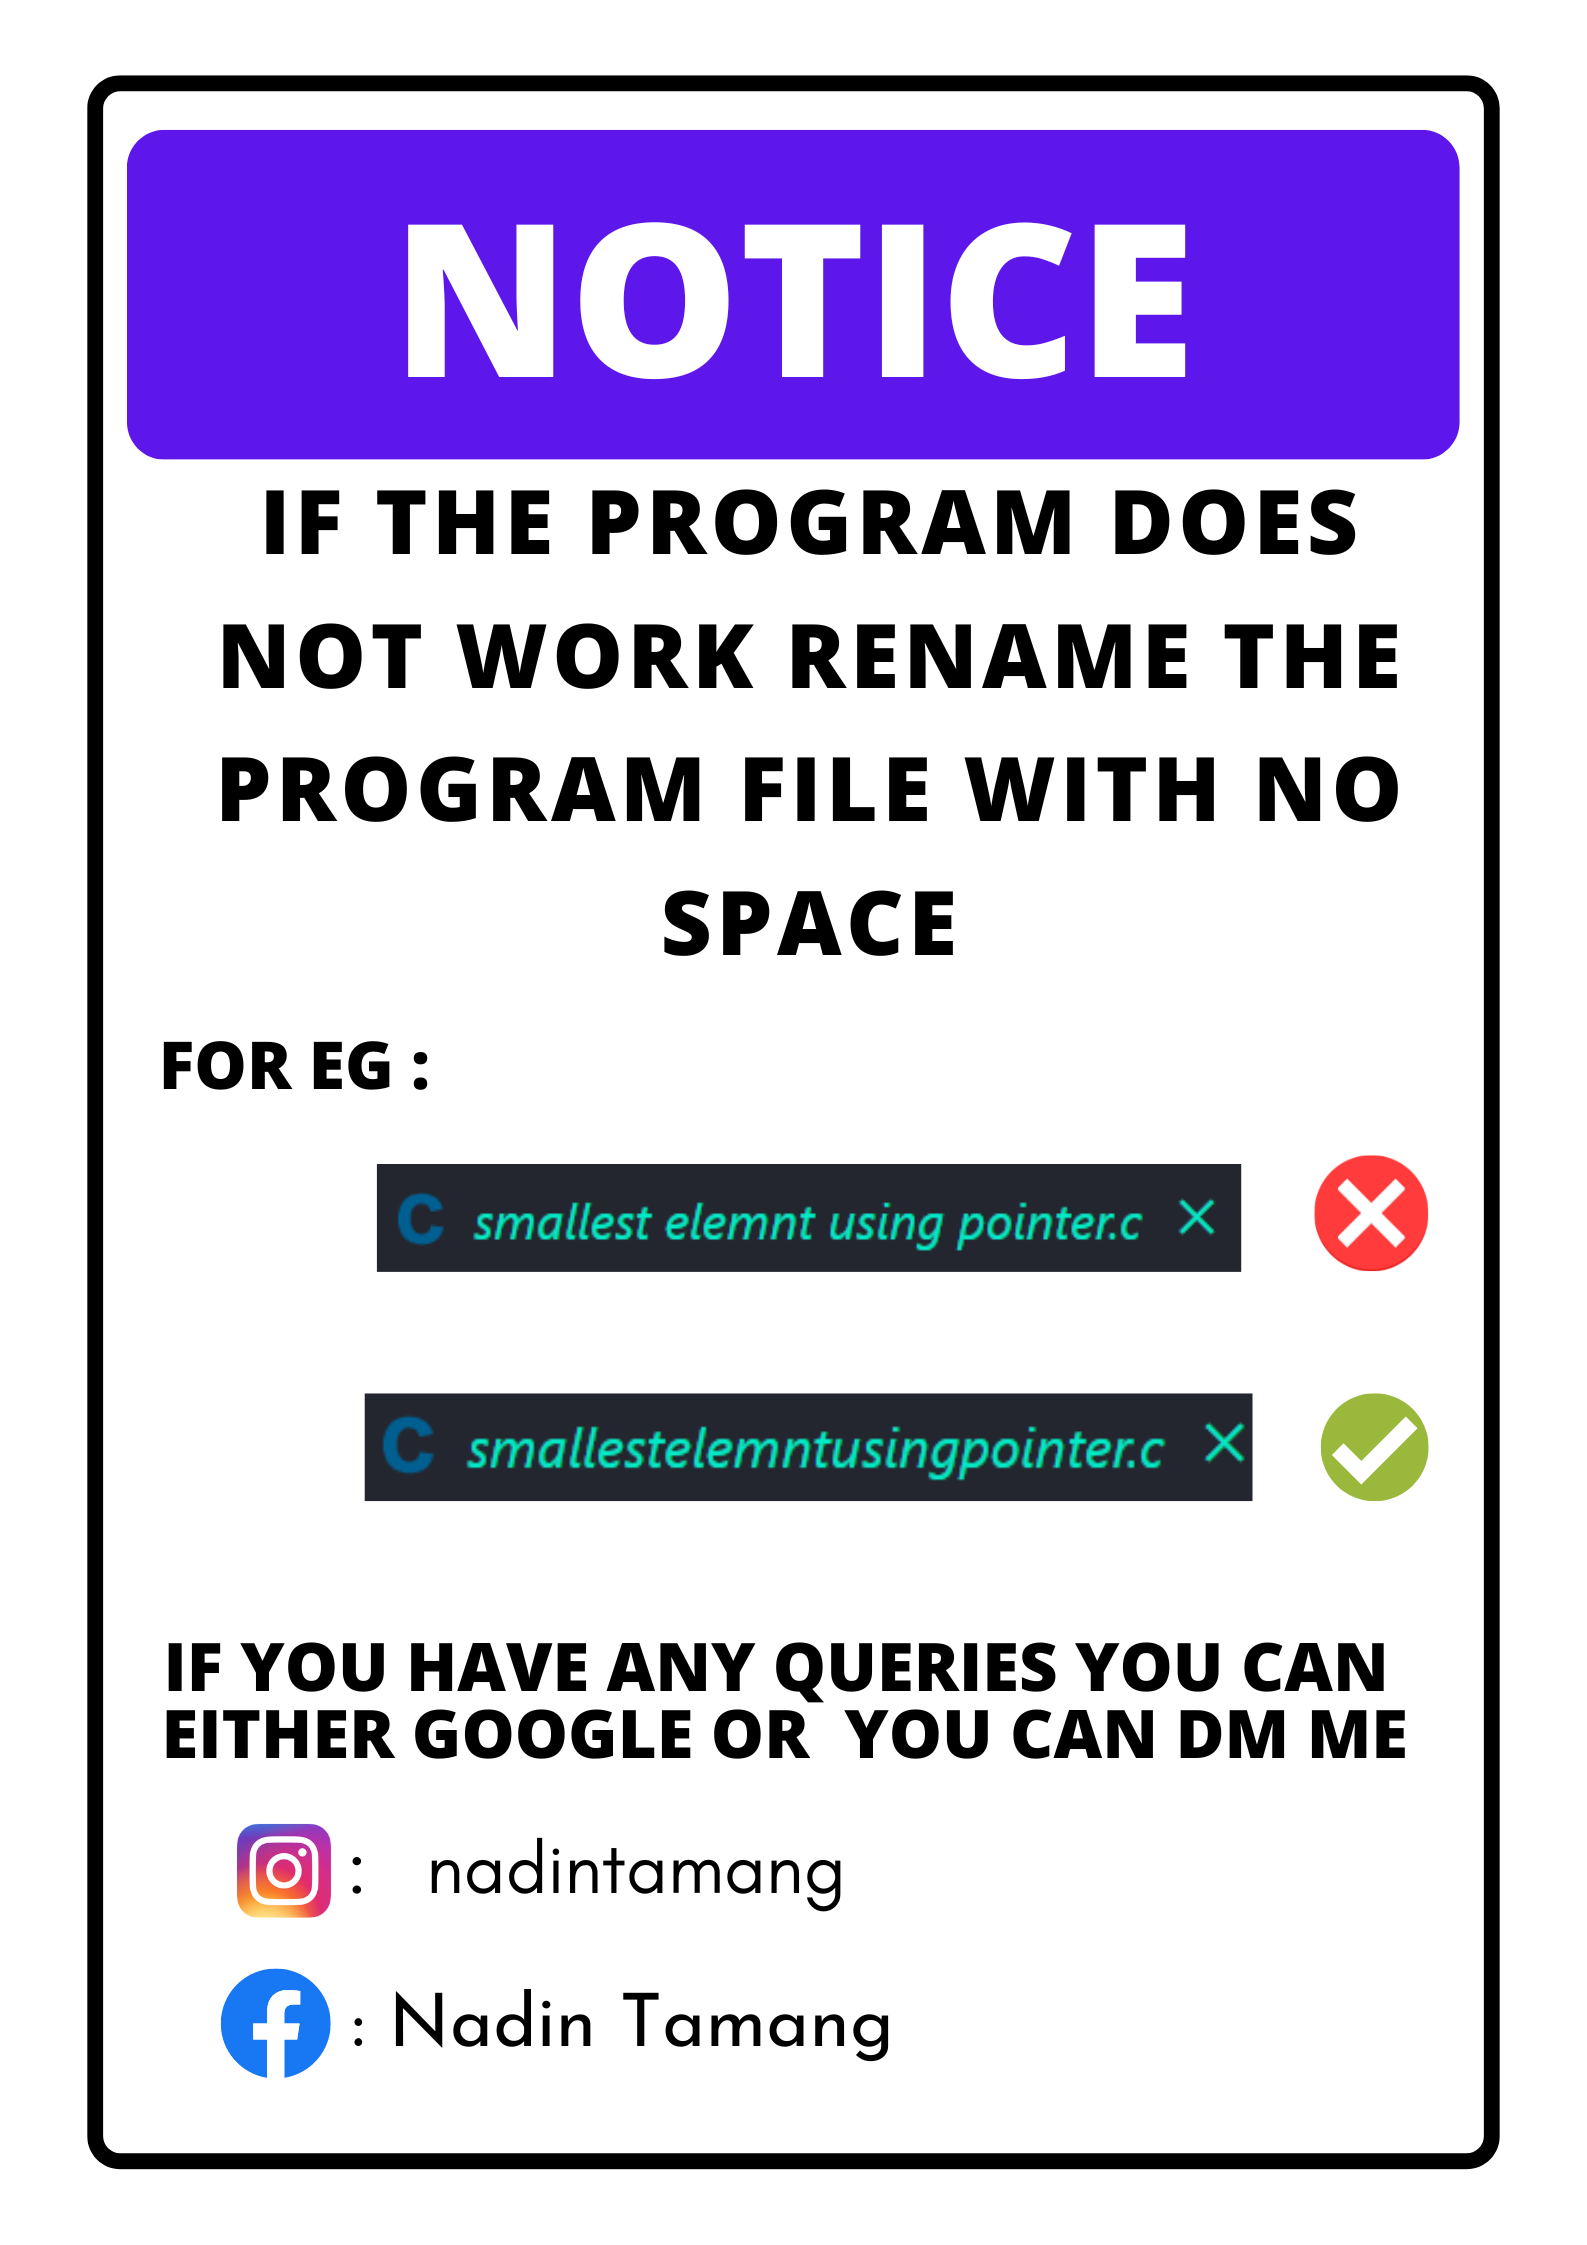 NOTICE
IF THE PROGRAM DOES
NOT WORK RENAME THE
PROGRAM FILE WITH NO
SPACE
FOR EG :
C smallest elemnt using pointer.c ×
C smallestelemntusingpointer.c ×
IF YOU HAVE ANY QUERIES YOU CAN
EITHER GOOGLE OR YOU CAN DM ME
: nadintamang
: Nadin Tamang